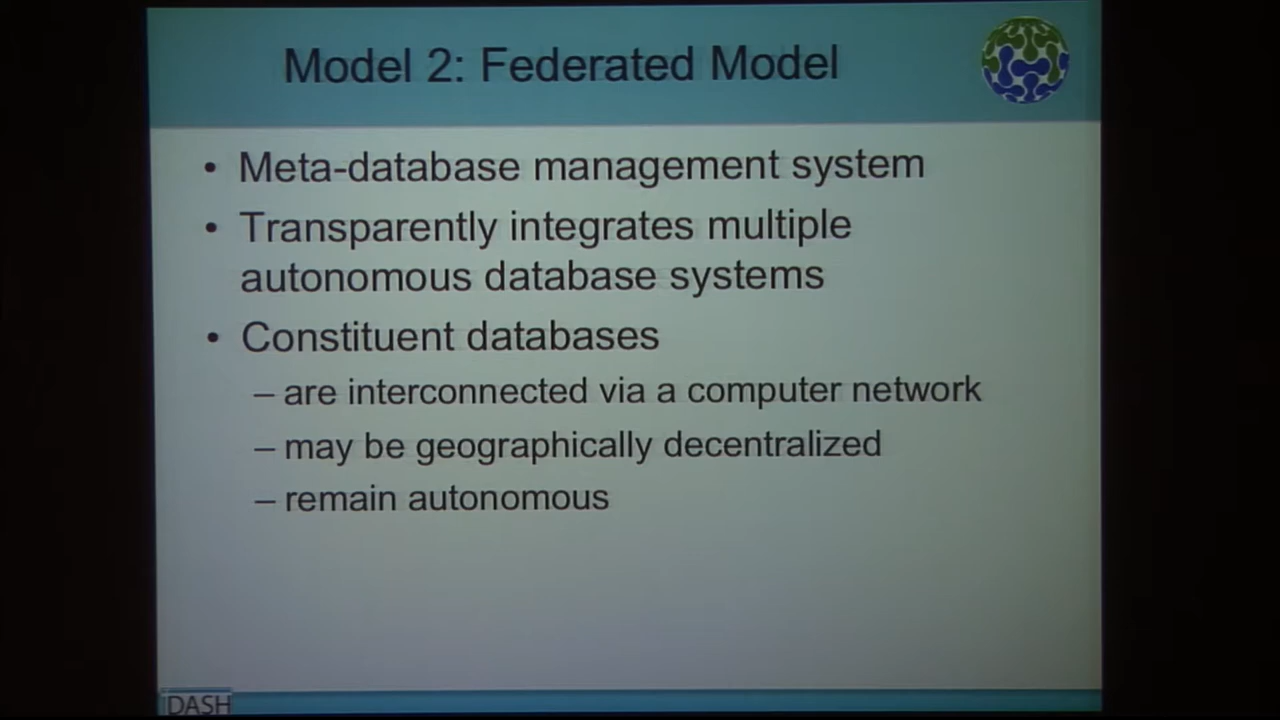 Model 2: Federated Model
• Meta-database management system
• Transparently integrates multiple
autonomous database systems
• Constituent databases
– are interconnected via a computer network
– may be geographically decentralized
– remain autonomous
iDASH